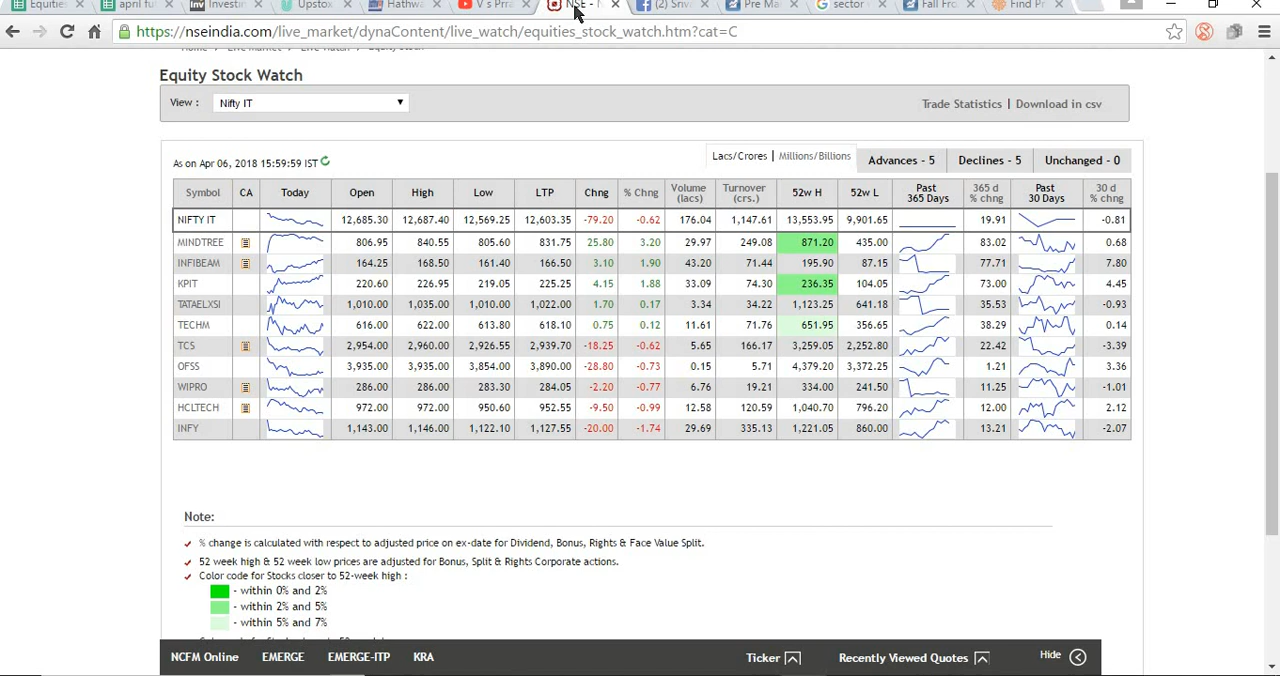 Equities
april fu
Investin
Upstox
Hathwa
V s Pra
NSE - N
(2) Sriv
Pre Ma
sector
Fall Fro
Find Pr
https://nseindia.com/live_market/dynaContent/live_watch/equities_stock_watch.htm?cat=C
Equity Stock Watch
View : Nifty IT Trade Statistics | Download in csv
As on Apr 06, 2018 15:59:59 IST Lacs/Crores | Millions/Billions Advances - 5 Declines - 5 Unchanged - 0
Symbol CA Today Open High Low LTP Chng % Chng Volume (lacs) Turnover (crs.) 52w H 52w L Past 365 Days 365 d % chng Past 30 Days 30 d % chng
NIFTY IT 12,685.30 12,687.40 12,569.25 12,603.35 -79.20 -0.62 176.04 1,147.61 13,553.95 9,901.65 19.91 -0.81
MINDTREE 806.95 840.55 805.60 831.75 25.80 3.20 29.97 249.08 871.20 435.00 83.02 0.68
INFIBEAM 164.25 168.50 161.40 166.50 3.10 1.90 43.20 71.44 195.90 87.15 77.71 7.80
KPIT 220.60 226.95 219.05 225.25 4.15 1.88 33.09 74.30 236.35 104.05 73.00 4.45
TATAELXSI 1,010.00 1,035.00 1,010.00 1,022.00 1.70 0.17 3.34 34.22 1,123.25 641.18 35.53 -0.93
TECHM 616.00 622.00 613.80 618.10 0.75 0.12 11.61 71.76 651.95 356.65 38.29 0.14
TCS 2,954.00 2,960.00 2,926.55 2,939.70 -18.25 -0.62 5.65 166.17 3,259.05 2,252.80 22.42 -3.39
OFSS 3,935.00 3,935.00 3,854.00 3,890.00 -28.80 -0.73 0.15 5.71 4,379.20 3,372.25 1.21 3.36
WIPRO 286.00 286.00 283.30 284.05 -2.20 -0.77 6.76 19.21 334.00 241.50 11.25 -1.01
HCLTECH 972.00 972.00 950.60 952.55 -9.50 -0.99 12.58 120.59 1,040.70 796.20 12.00 2.12
INFY 1,143.00 1,146.00 1,122.10 1,127.55 -20.00 -1.74 29.69 335.13 1,221.05 860.00 13.21 -2.07
Note:
% change is calculated with respect to adjusted price on ex-date for Dividend, Bonus, Rights & Face Value Split.
52 week high & 52 week low prices are adjusted for Bonus, Split & Rights Corporate actions.
Color code for Stocks closer to 52-week high :
- within 0% and 2%
- within 2% and 5%
- within 5% and 7%
NCFM Online EMERGE EMERGE-ITP KRA Ticker Recently Viewed Quotes Hide